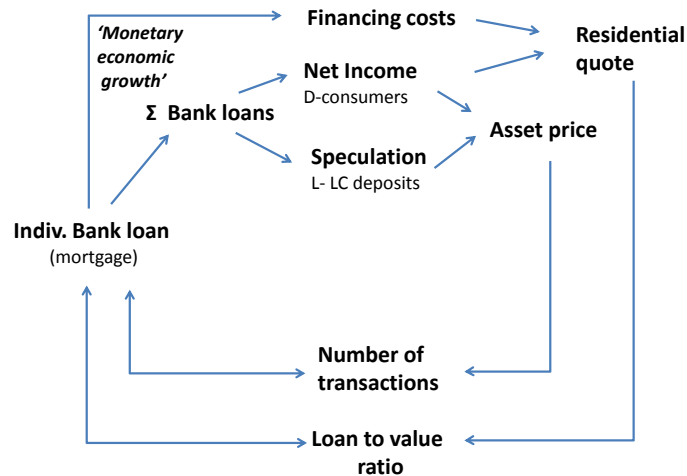 ‘Monetary
economic
growth’
Financing costs
Residential
quote
Net Income
D-consumers
Σ Bank loans
Asset price
Speculation
L- LC deposits
Indiv. Bank loan
(mortgage)
Number of
transactions
Loan to value
ratio